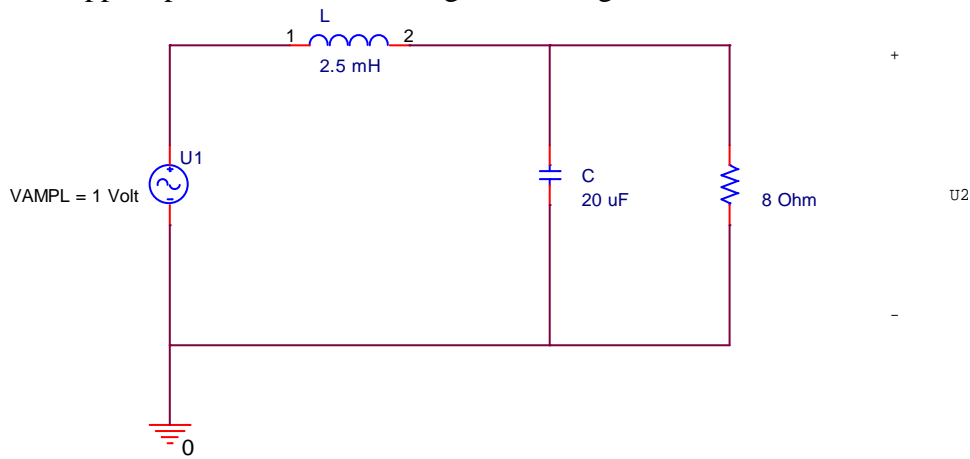 L
1 2
2.5 mH
+
U1
VAMPL = 1 Volt
C
20 uF
8 Ohm
U2
-
0